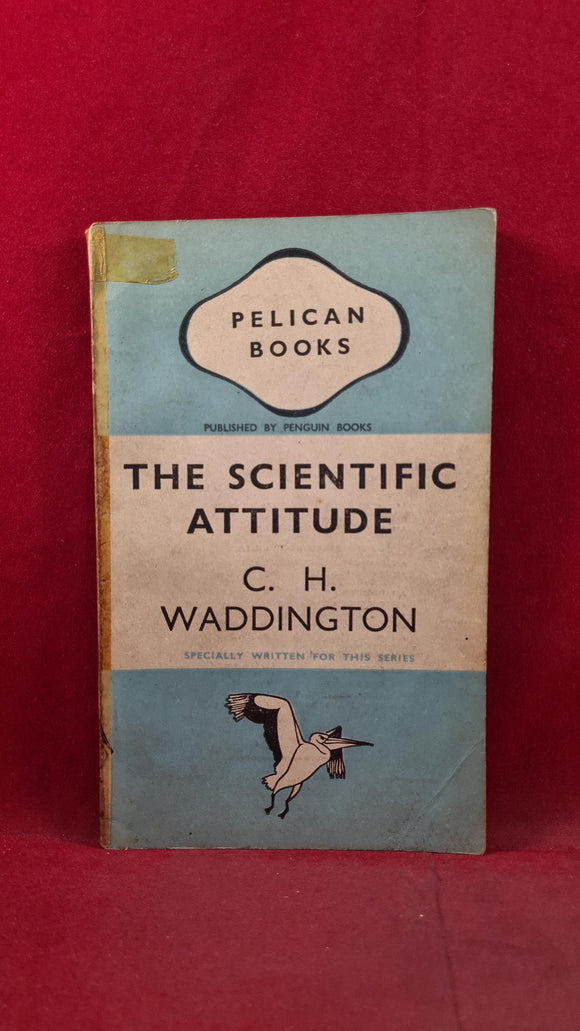 PELICAN
BOOKS
PUBLISHED BY PENGUIN BOOKS
THE SCIENTIFIC
ATTITUDE
C. H.
WADDINGTON
SPECIALLY WRITTEN FOR THIS SERIES